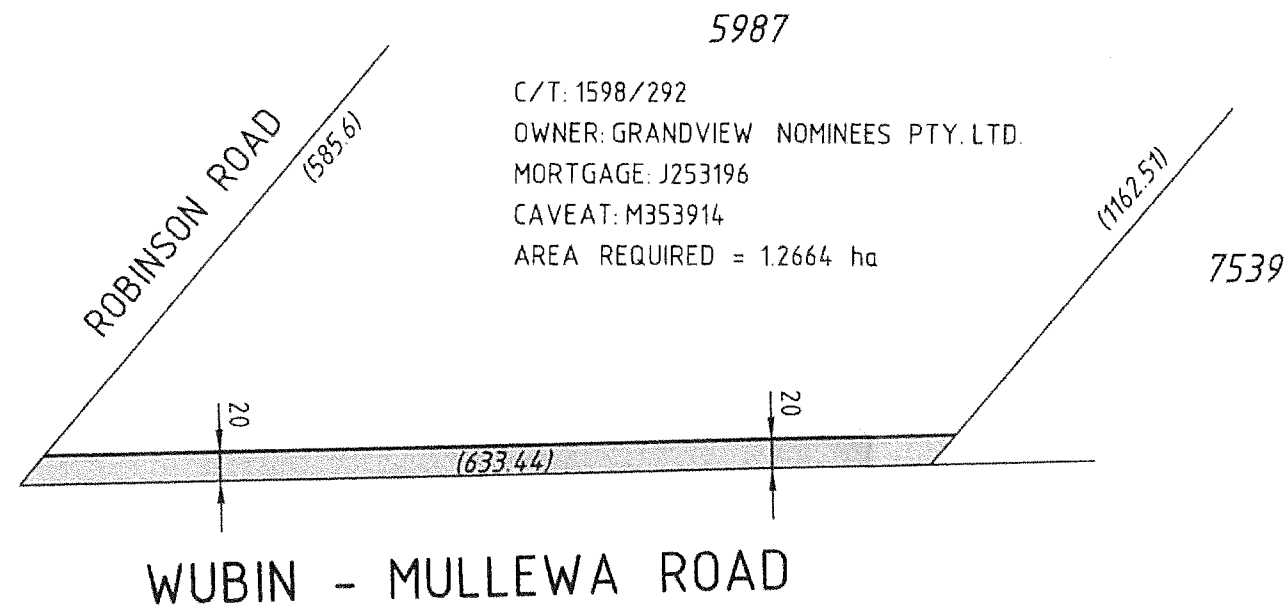 5987
C/T: 1598/292
OWNER: GRANDVIEW NOMINEES PTY. LTD.
MORTGAGE: J253196
CAVEAT: M353914
AREA REQUIRED = 1.2664 ha
ROBINSON ROAD
(585.6)
(1162.51)
7539
20
20
(633.44)
WUBIN - MULLEWA ROAD